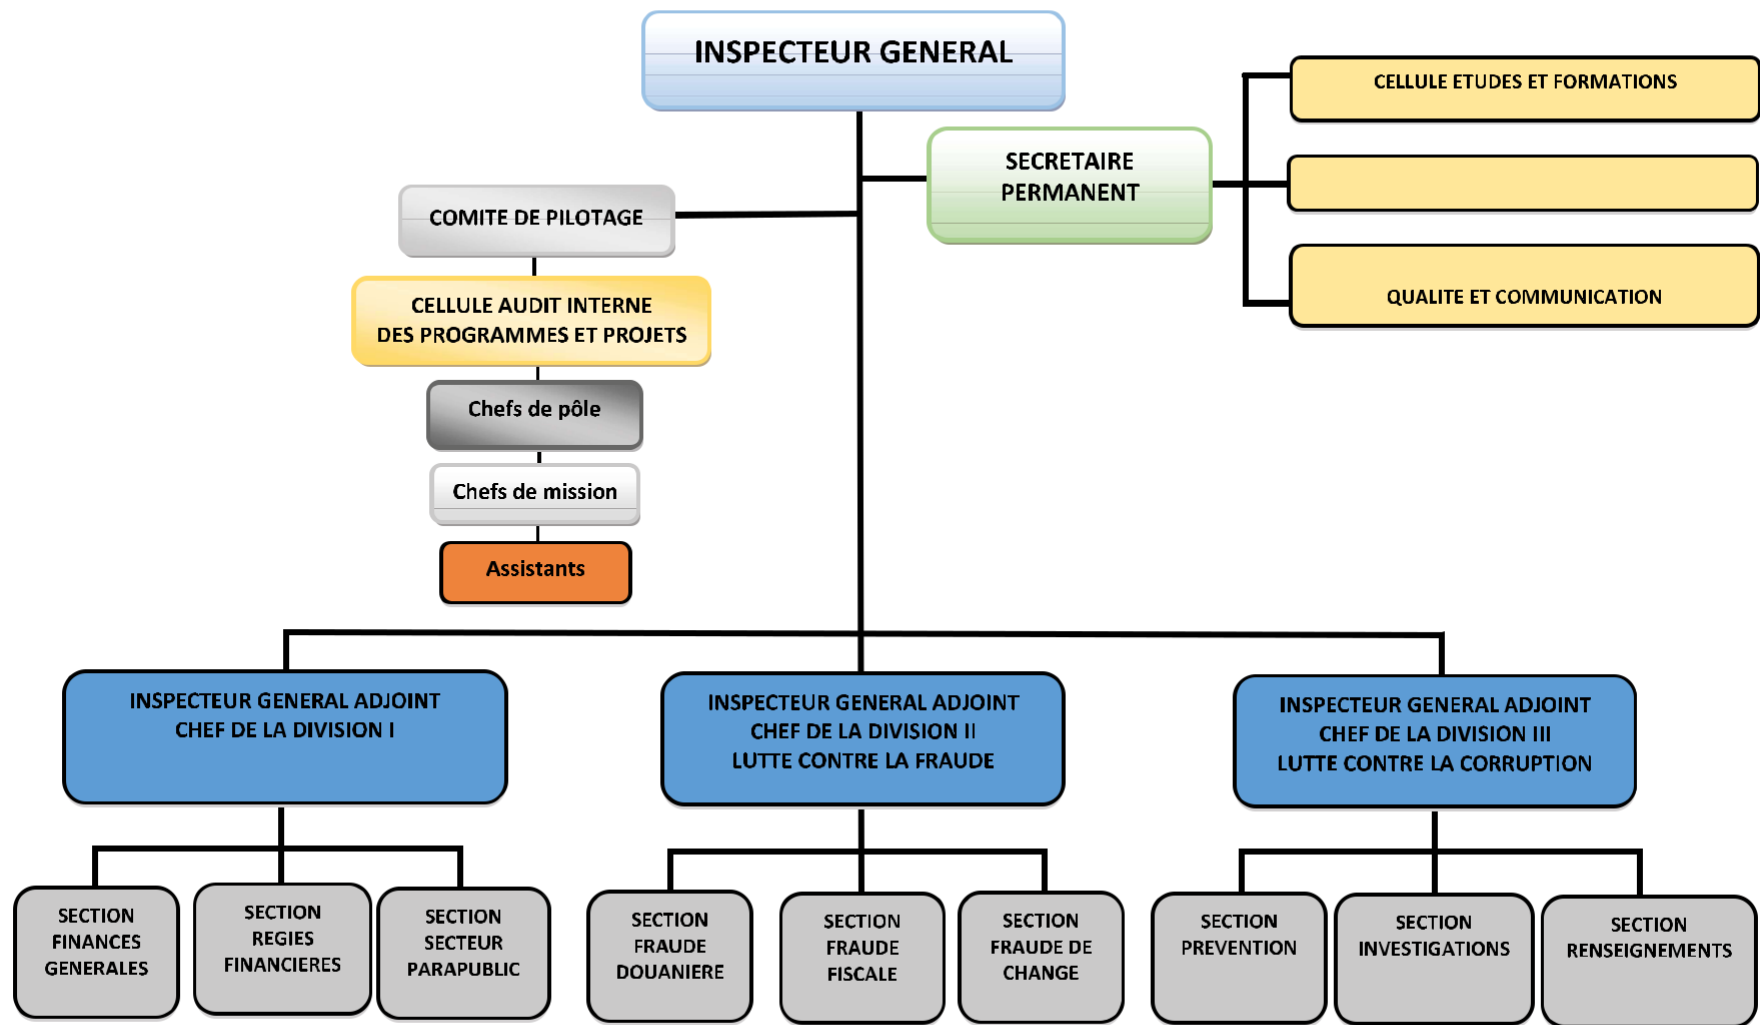 INSPECTEUR GENERAL
CELLULE ETUDES ET FORMATIONS
SECRETAIRE
PERMANENT
COMITE DE PILOTAGE
QUALITE ET COMMUNICATION
CELLULE AUDIT INTERNE
DES PROGRAMMES ET PROJETS
Chefs de pôle
Chefs de mission
Assistants
INSPECTEUR GENERAL ADJOINT
CHEF DE LA DIVISION I
INSPECTEUR GENERAL ADJOINT
CHEF DE LA DIVISION II
LUTTE CONTRE LA FRAUDE
INSPECTEUR GENERAL ADJOINT
CHEF DE LA DIVISION III
LUTTE CONTRE LA CORRUPTION
SECTION
FINANCES
GENERALES
SECTION
REGIES
FINANCIERES
SECTION
SECTEUR
PARAPUBLIC
SECTION
FRAUDE
DOUANIERE
SECTION
FRAUDE
FISCALE
SECTION
FRAUDE DE
CHANGE
SECTION
PREVENTION
SECTION
INVESTIGATIONS
SECTION
RENSEIGNEMENTS